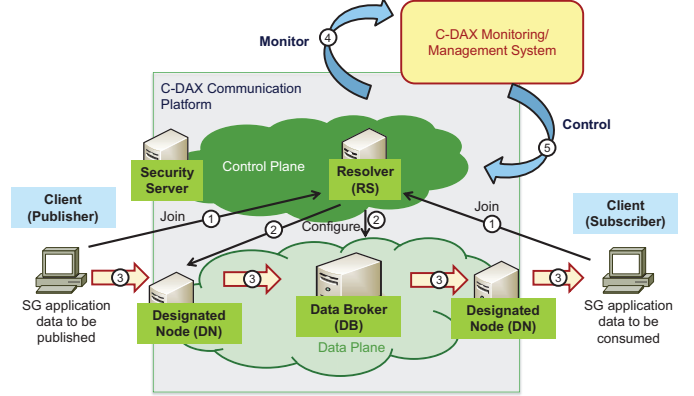 C-DAX Monitoring/
Management System
Monitor
4
C-DAX Communication
Platform
Control
5
Control Plane
Security
Server
Resolver
(RS)
Client
(Publisher)
Client
(Subscriber)
Join
1
2
Configure
2
Join
1
3
3
3
3
SG application
data to be
published
Designated
Node (DN)
Data Broker
(DB)
Designated
Node (DN)
SG application
data to be
consumed
Data Plane